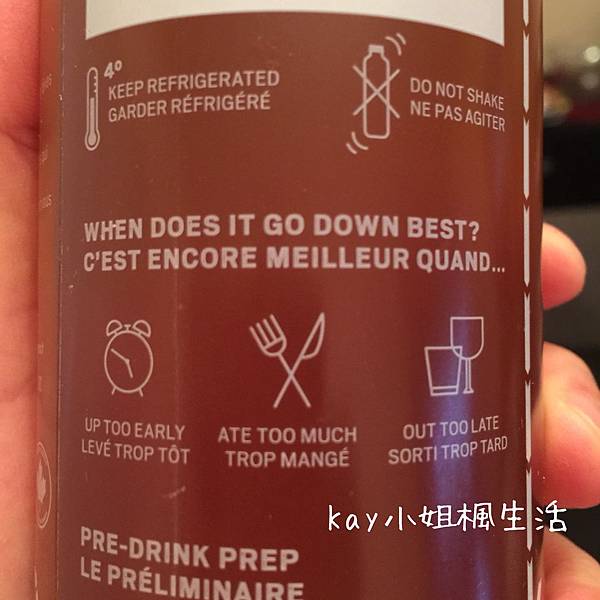 4°
KEEP REFRIGERATED
GARDER RÉFRIGÉRÉ
DO NOT SHAKE
NE PAS AGITER
WHEN DOES IT GO DOWN BEST?
C'EST ENCORE MEILLEUR QUAND...
UP TOO EARLY
LEVÉ TROP TÔT
ATE TOO MUCH
TROP MANGÉ
OUT TOO LATE
SORTI TROP TARD
kay小姐楓生活
PRE-DRINK PREP
LE PRÉLIMINAIRE